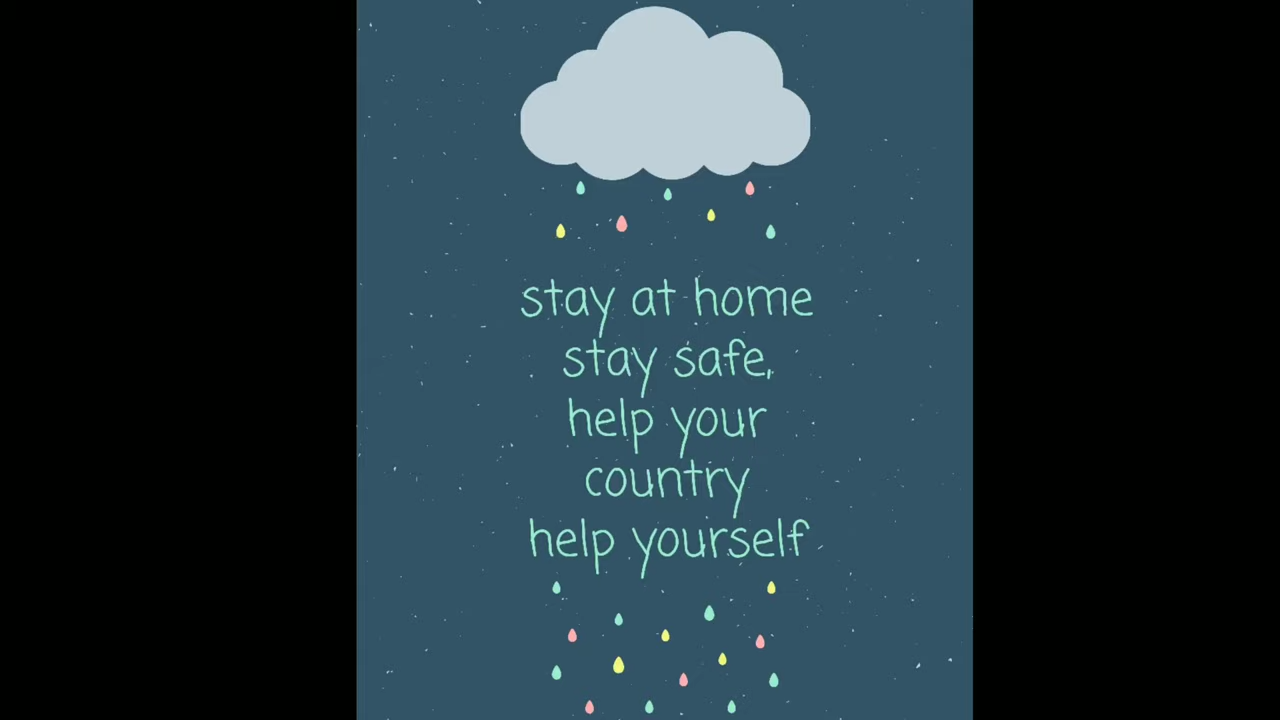 stay at home
stay safe,
help your
country
help yourself